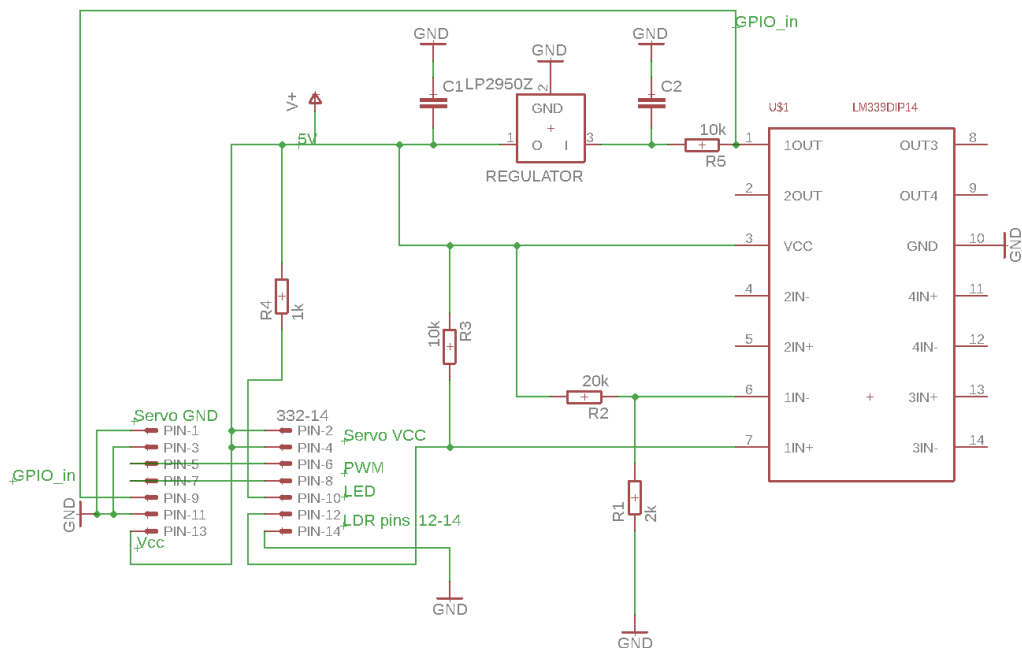 GPIO_in
GND
GND
GND
C1
LP2950Z
2
C2
V+
GND
+
U$1
LM339DIP14
5V
1
O
I
3
10k
R5
REGULATOR
1
1OUT
OUT3
8
2
2OUT
OUT4
9
3
VCC
GND
10
GND
4
2IN-
4IN+
11
R4
1k
10k
R3
5
2IN+
4IN-
12
20k
R2
6
1IN-
3IN+
13
7
1IN+
3IN-
14
Servo GND
332-14
PIN-1
PIN-2
Servo VCC
PIN-3
PIN-4
PIN-5
PIN-6
PWM
GPIO_in
PIN-7
PIN-8
LED
PIN-9
PIN-10
GND
PIN-11
PIN-12
LDR pins 12-14
PIN-13
PIN-14
Vcc
R1
2k
GND
GND